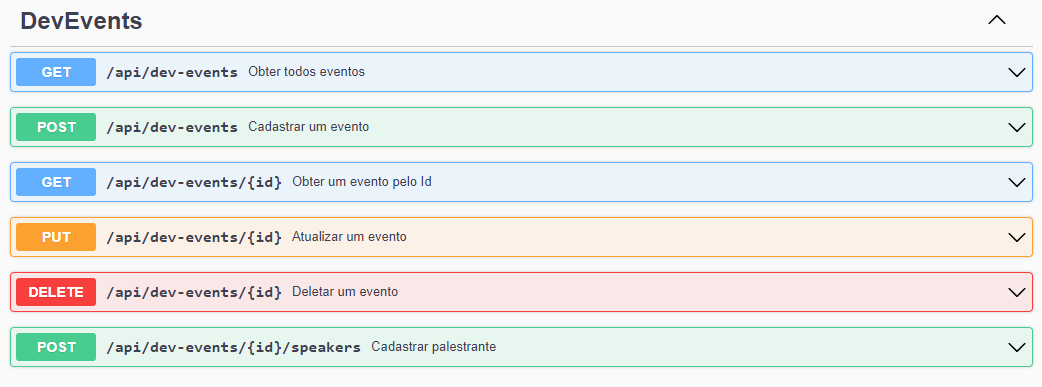 DevEvents
GET /api/dev-events Obter todos eventos
POST /api/dev-events Cadastrar um evento
GET /api/dev-events/{id} Obter um evento pelo Id
PUT /api/dev-events/{id} Atualizar um evento
DELETE /api/dev-events/{id} Deletar um evento
POST /api/dev-events/{id}/speakers Cadastrar palestrante